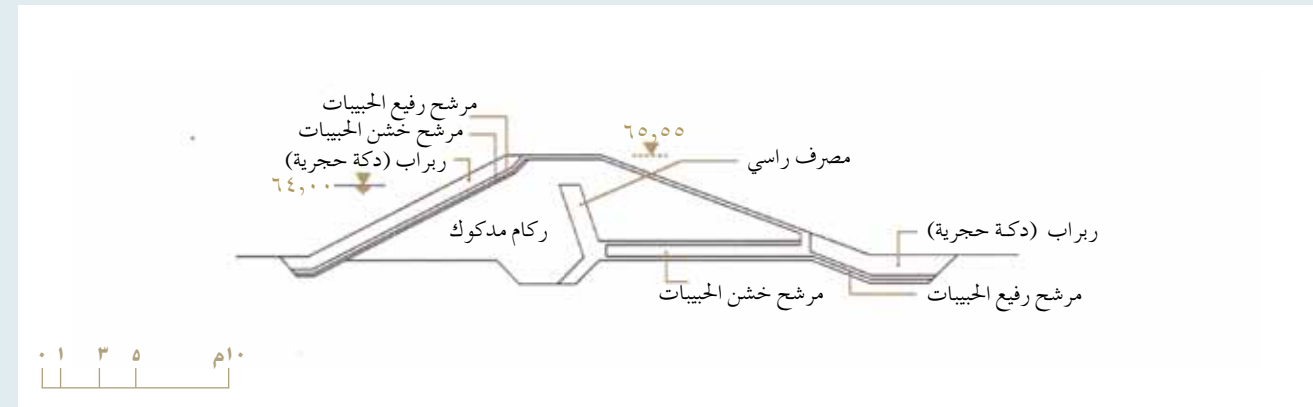 مرشح رفيع الحبيبات
مرشح خشن الحبيبات
ربراب (دكة حجرية)
٦٤,٠٠
٦٥,٥٥
مصرف راسي
ركام مدكوك
ربراب (دكة حجرية)
مرشح خشن الحبيبات
مرشح رفيع الحبيبات
٠ ١ ٣ ٥ ١٠م